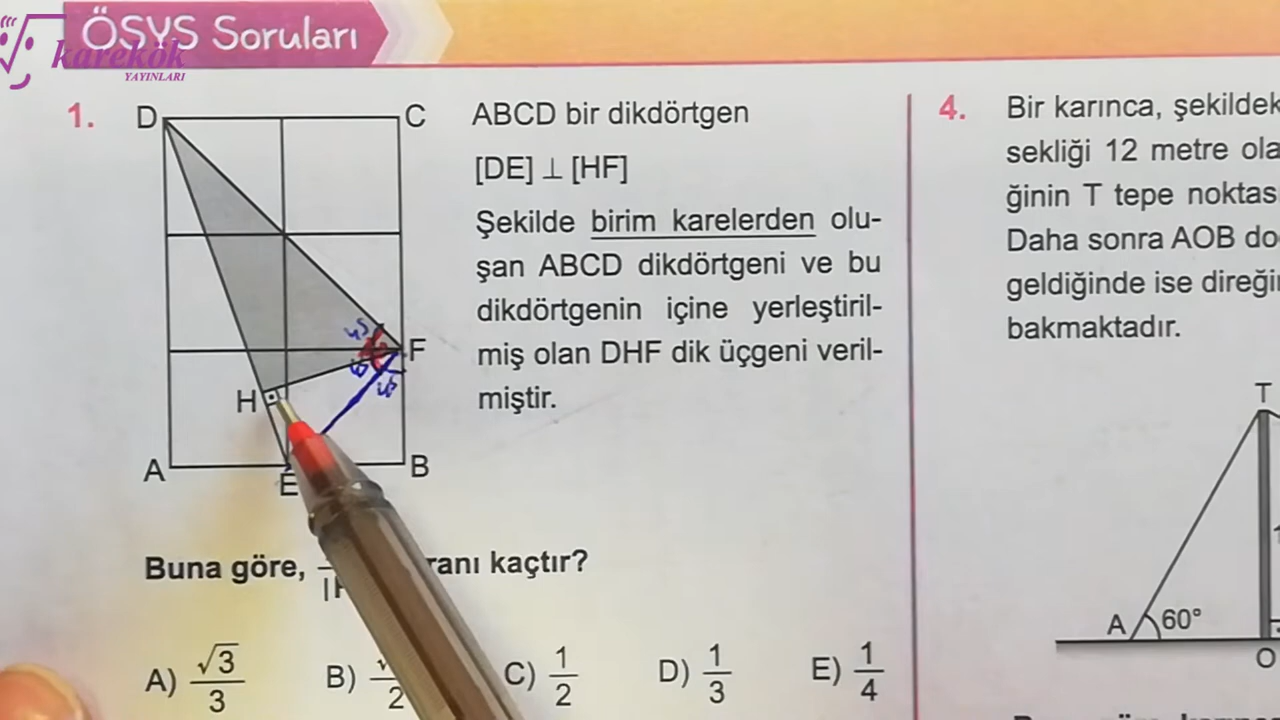 ÖSYS Soruları
karekök
YAYINLARI
1.
D
C
F
H
A
E
B
45
45
ABCD bir dikdörtgen
[DE] ⊥ [HF]
Şekilde birim karelerden olu-
şan ABCD dikdörtgeni ve bu
dikdörtgenin içine yerleştiril-
miş olan DHF dik üçgeni veril-
miştir.
Buna göre, kaçtır?
A) √3/3
B) 2
C) 1/2
D) 1/3
E) 1/4
4. Bir karınca, şekildek
sekliği 12 metre ola
ğinin T tepe noktas
Daha sonra AOB do
geldiğinde ise direği
bakmaktadır.
T
A 60°
O